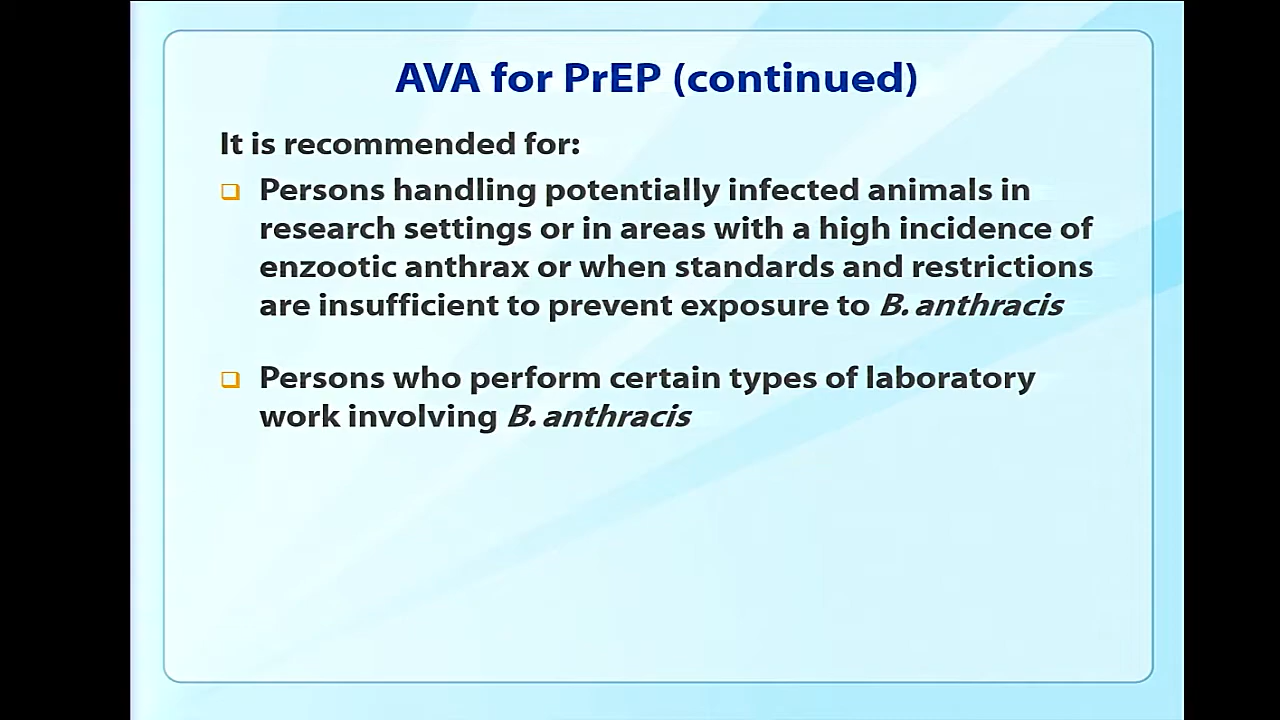 AVA for PrEP (continued)
It is recommended for:
Persons handling potentially infected animals in
research settings or in areas with a high incidence of
enzootic anthrax or when standards and restrictions
are insufficient to prevent exposure to B. anthracis
Persons who perform certain types of laboratory
work involving B. anthracis